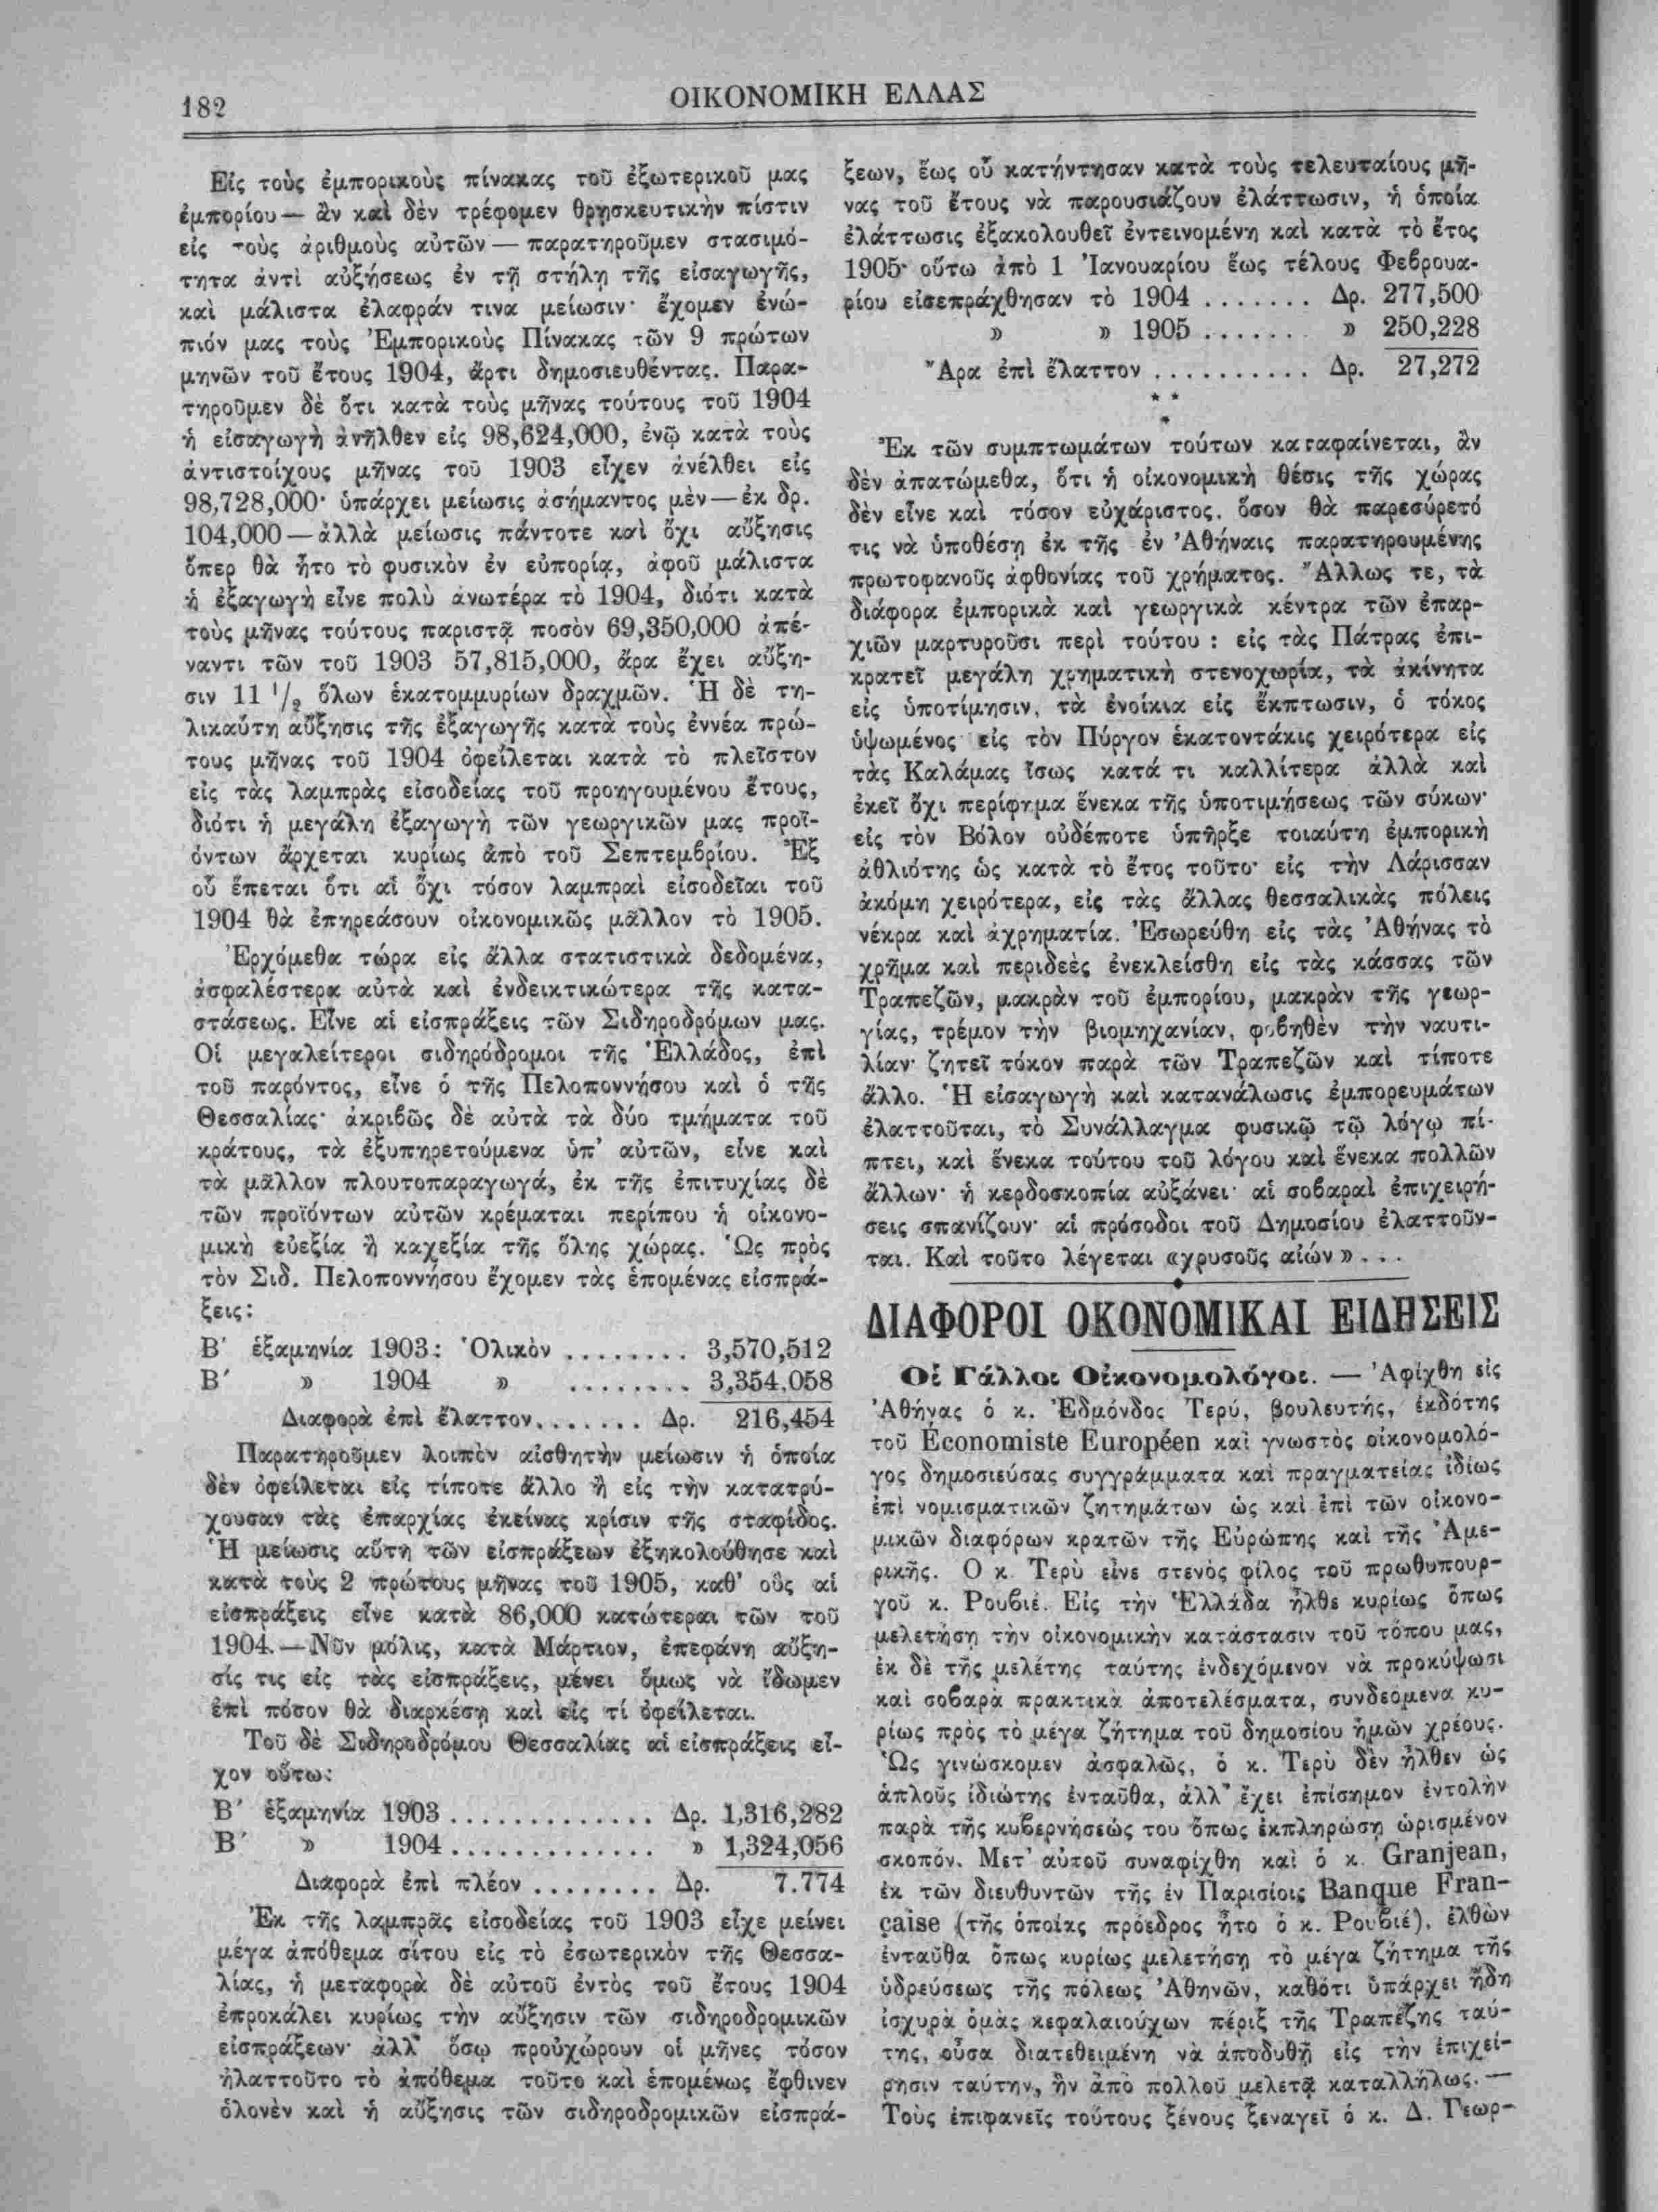 182
ΟΙΚΟΝΟΜΙΚΗ ΕΛΛΑΣ
Εἰς τοὺς ἐμπορικοὺς πίνακας τοῦ ἐξωτερικοῦ μας
ἐμπορίου — ἂν καὶ δὲν τρέφομεν θρησκευτικὴν πίστιν
εἰς τοὺς ἀριθμοὺς αὐτῶν — παρατηροῦμεν στασιμό-
τητα ἀντὶ αὐξήσεως ἐν τῇ στήλῃ τῆς εἰσαγωγῆς,
καὶ μάλιστα ἐλαφράν τινα μείωσιν· ἔχομεν ἐνώ-
πιόν μας τοὺς Ἐμπορικοὺς Πίνακας τῶν 9 πρώτων
μηνῶν τοῦ ἔτους 1904, ἄρτι δημοσιευθέντας. Παρα-
τηροῦμεν δὲ ὅτι κατὰ τοὺς μῆνας τούτους τοῦ 1904
ἡ εἰσαγωγὴ ἀνῆλθεν εἰς 98,624,000, ἐνῷ κατὰ τοὺς
ἀντιστοίχους μῆνας τοῦ 1903 εἶχεν ἀνέλθει εἰς
98,728,000· ὑπάρχει μείωσις ἀσήμαντος μὲν — ἐκ δρ.
104,000 — ἀλλὰ μείωσις πάντοτε καὶ ὄχι αὔξησις
ὅπερ θὰ ἦτο τὸ φυσικὸν ἐν εὐπορίᾳ, ἀφοῦ μάλιστα
ἡ ἐξαγωγὴ εἶνε πολὺ ἀνωτέρα τὸ 1904, διότι κατὰ
τοὺς μῆνας τούτους παριστᾷ ποσὸν 69,350,000 ἀπέ-
ναντι τῶν τοῦ 1903 57,815,000, ἄρα ἔχει αὔξη-
σιν 11 1/2 ὅλων ἑκατομμυρίων δραχμῶν. Ἡ δὲ τη-
λικαύτη αὔξησις τῆς ἐξαγωγῆς κατὰ τοὺς ἐννέα πρώ-
τους μῆνας τοῦ 1904 ὀφείλεται κατὰ τὸ πλεῖστον
εἰς τὰς λαμπρὰς εἰσοδείας τοῦ προηγουμένου ἔτους,
διότι ἡ μεγάλη ἐξαγωγὴ τῶν γεωργικῶν μας προϊ-
όντων ἄρχεται κυρίως ἀπὸ τοῦ Σεπτεμβρίου. Ἐξ
οὗ ἕπεται ὅτι αἱ ὄχι τόσον λαμπραὶ εἰσοδεῖαι τοῦ
1904 θὰ ἐπηρεάσουν οἰκονομικῶς μᾶλλον τὸ 1905.
Ἐρχόμεθα τώρα εἰς ἄλλα στατιστικὰ δεδομένα,
ἀσφαλέστερα αὐτὰ καὶ ἐνδεικτικώτερα τῆς κατα-
στάσεως. Εἶνε αἱ εἰσπράξεις τῶν Σιδηροδρόμων μας.
Οἱ μεγαλείτεροι σιδηρόδρομοι τῆς Ἑλλάδος, ἐπὶ
τοῦ παρόντος, εἶνε ὁ τῆς Πελοποννήσου καὶ ὁ τῆς
Θεσσαλίας· ἀκριβῶς δὲ αὐτὰ τὰ δύο τμήματα τοῦ
κράτους, τὰ ἐξυπηρετούμενα ὑπ᾽ αὐτῶν, εἶνε καὶ
τὰ μᾶλλον πλουτοπαραγωγά, ἐκ τῆς ἐπιτυχίας δὲ
τῶν προϊόντων αὐτῶν κρέμαται περίπου ἡ οἰκονο-
μικὴ εὐεξία ἢ καχεξία τῆς ὅλης χώρας. Ὡς πρὸς
τὸν Σιδ. Πελοποννήσου ἔχομεν τὰς ἑπομένας εἰσπρά-
ξεις:
Β΄ ἑξαμηνία 1903: Ὁλικὸν ........ 3,570,512
Β΄ » 1904 » ........ 3,354.058
Διαφορὰ ἐπὶ ἔλαττον....... Δρ. 216,454
Παρατηροῦμεν λοιπὸν αἰσθητὴν μείωσιν ἡ ὁποία
δὲν ὀφείλεται εἰς τίποτε ἄλλο ἢ εἰς τὴν κατατρύ-
χουσαν τὰς ἐπαρχίας ἐκείνας κρίσιν τῆς σταφίδος.
Ἡ μείωσις αὕτη τῶν εἰσπράξεων ἐξηκολούθησε καὶ
κατὰ τοὺς 2 πρώτους μῆνας τοῦ 1905, καθ᾽ οὓς αἱ
εἰσπράξεις εἶνε κατὰ 86,000 κατώτεραι τῶν τοῦ
1904.—Νῦν μόλις, κατὰ Μάρτιον, ἐπεφάνη αὔξη-
σίς τις εἰς τὰς εἰσπράξεις, μένει ὅμως νὰ ἴδωμεν
ἐπὶ πόσον θὰ διαρκέσῃ καὶ εἰς τί ὀφείλεται.
Τοῦ δὲ Σιδηροδρόμου Θεσσαλίας αἱ εἰσπράξεις εἶ-
χον οὕτω:
Β΄ ἑξαμηνία 1903............. Δρ. 1,316,282
Β΄ » 1904............. » 1,324,056
Διαφορὰ ἐπὶ πλέον ........ Δρ. 7.774
Ἐκ τῆς λαμπρᾶς εἰσοδείας τοῦ 1903 εἶχε μείνει
μέγα ἀπόθεμα σίτου εἰς τὸ ἐσωτερικὸν τῆς Θεσσα-
λίας, ἡ μεταφορὰ δὲ αὐτοῦ ἐντὸς τοῦ ἔτους 1904
ἐπροκάλει κυρίως τὴν αὔξησιν τῶν σιδηροδρομικῶν
εἰσπράξεων· ἀλλ᾽ ὅσῳ προὐχώρουν οἱ μῆνες τόσον
ἠλαττοῦτο τὸ ἀπόθεμα τοῦτο καὶ ἑπομένως ἔφθινεν
ὁλονὲν καὶ ἡ αὔξησις τῶν σιδηροδρομικῶν εἰσπρά-
ξεων, ἕως οὗ κατήντησαν κατὰ τοὺς τελευταίους μῆ-
νας τοῦ ἔτους νὰ παρουσιάζουν ἐλάττωσιν, ἡ ὁποία
ἐλάττωσις ἐξακολουθεῖ ἐντεινομένη καὶ κατὰ τὸ ἔτος
1905· οὕτω ἀπὸ 1 Ἰανουαρίου ἕως τέλους Φεβρουα-
ρίου εἰσεπράχθησαν τὸ 1904 ....... Δρ. 277,500
» » 1905 ....... » 250,228
Ἄρα ἐπὶ ἔλαττον .......... Δρ. 27,272
* *
*
Ἐκ τῶν συμπτωμάτων τούτων καταφαίνεται, ἂν
δὲν ἀπατώμεθα, ὅτι ἡ οἰκονομικὴ θέσις τῆς χώρας
δὲν εἶνε καὶ τόσον εὐχάριστος. ὅσον θὰ παρεσύρετό
τις νὰ ὑποθέσῃ ἐκ τῆς ἐν Ἀθήναις παρατηρουμένης
πρωτοφανοῦς ἀφθονίας τοῦ χρήματος. Ἄλλως τε, τὰ
διάφορα ἐμπορικὰ καὶ γεωργικὰ κέντρα τῶν ἐπαρ-
χιῶν μαρτυροῦσι περὶ τούτου : εἰς τὰς Πάτρας ἐπι-
κρατεῖ μεγάλη χρηματικὴ στενοχωρία, τὰ ἀκίνητα
εἰς ὑποτίμησιν, τὰ ἐνοίκια εἰς ἔκπτωσιν, ὁ τόκος
ὑψωμένος εἰς τὸν Πύργον ἑκατοντάκις χειρότερα εἰς
τὰς Καλάμας ἴσως κατά τι καλλίτερα ἀλλὰ καὶ
ἐκεῖ ὄχι περίφημα ἕνεκα τῆς ὑποτιμήσεως τῶν σύκων·
εἰς τὸν Βόλον οὐδέποτε ὑπῆρξε τοιαύτη ἐμπορικὴ
ἀθλιότης ὡς κατὰ τὸ ἔτος τοῦτο· εἰς τὴν Λάρισσαν
ἀκόμη χειρότερα, εἰς τὰς ἄλλας θεσσαλικὰς πόλεις
νέκρα καὶ ἀχρηματία. Ἐσωρεύθη εἰς τὰς Ἀθήνας τὸ
χρῆμα καὶ περιδεὲς ἐνεκλείσθη εἰς τὰς κάσσας τῶν
Τραπεζῶν, μακρὰν τοῦ ἐμπορίου, μακρὰν τῆς γεωρ-
γίας, τρέμον τὴν βιομηχανίαν, φοβηθὲν τὴν ναυτι-
λίαν· ζητεῖ τόκον παρὰ τῶν Τραπεζῶν καὶ τίποτε
ἄλλο. Ἡ εἰσαγωγὴ καὶ κατανάλωσις ἐμπορευμάτων
ἐλαττοῦται, τὸ Συνάλλαγμα φυσικῷ τῷ λόγῳ πί-
πτει, καὶ ἕνεκα τούτου τοῦ λόγου καὶ ἕνεκα πολλῶν
ἄλλων· ἡ κερδοσκοπία αὐξάνει· αἱ σοβαραὶ ἐπιχειρή-
σεις σπανίζουν· αἱ πρόσοδοι τοῦ Δημοσίου ἐλαττοῦν-
ται. Καὶ τοῦτο λέγεται «χρυσοῦς αἰών» ...
ΔΙΑΦΟΡΟΙ ΟΚΟΝΟΜΙΚΑΙ ΕΙΔΗΣΕΙΣ
Οἱ Γάλλοι Οἰκονομολόγοι. — Ἀφίχθη εἰς
Ἀθήνας ὁ κ. Ἐδμόνδος Τερύ, βουλευτής, ἐκδότης
τοῦ Économiste Européen καὶ γνωστὸς οἰκονομολό-
γος δημοσιεύσας συγγράμματα καὶ πραγματείας ἰδίως
ἐπὶ νομισματικῶν ζητημάτων ὡς καὶ ἐπὶ τῶν οἰκονο-
μικῶν διαφόρων κρατῶν τῆς Εὐρώπης καὶ τῆς Ἀμε-
ρικῆς. Ο κ. Τερὺ εἶνε στενὸς φίλος τοῦ πρωθυπουρ-
γοῦ κ. Ρουβιέ. Εἰς τὴν Ἑλλάδα ἦλθε κυρίως ὅπως
μελετήσῃ τὴν οἰκονομικὴν κατάστασιν τοῦ τόπου μας,
ἐκ δὲ τῆς μελέτης ταύτης ἐνδεχόμενον νὰ προκύψωσι
καὶ σοβαρὰ πρακτικὰ ἀποτελέσματα, συνδεόμενα κυ-
ρίως πρὸς τὸ μέγα ζήτημα τοῦ δημοσίου ἡμῶν χρέους.
Ὡς γινώσκομεν ἀσφαλῶς, ὁ κ. Τερὺ δὲν ἦλθεν ὡς
ἁπλοῦς ἰδιώτης ἐνταῦθα, ἀλλ᾽ ἔχει ἐπίσημον ἐντολὴν
παρὰ τῆς κυβερνήσεώς του ὅπως ἐκπληρώσῃ ὡρισμένον
σκοπόν. Μετ᾽ αὐτοῦ συναφίχθη καὶ ὁ κ. Granjean,
ἐκ τῶν διευθυντῶν τῆς ἐν Παρισίοις Banque Fran-
çaise (τῆς ὁποίας πρόεδρος ἦτο ὁ κ. Ρουβιέ), ἐλθὼν
ἐνταῦθα ὅπως κυρίως μελετήσῃ τὸ μέγα ζήτημα τῆς
ὑδρεύσεως τῆς πόλεως Ἀθηνῶν, καθότι ὑπάρχει ἤδη
ἰσχυρὰ ὁμὰς κεφαλαιούχων πέριξ τῆς Τραπέζης ταύ-
της, οὖσα διατεθειμένη νὰ ἀποδυθῇ εἰς τὴν ἐπιχεί-
ρησιν ταύτην, ἣν ἀπὸ πολλοῦ μελετᾷ καταλλήλως. —
Τοὺς ἐπιφανεῖς τούτους ξένους ξεναγεῖ ὁ κ. Δ. Γεωρ-